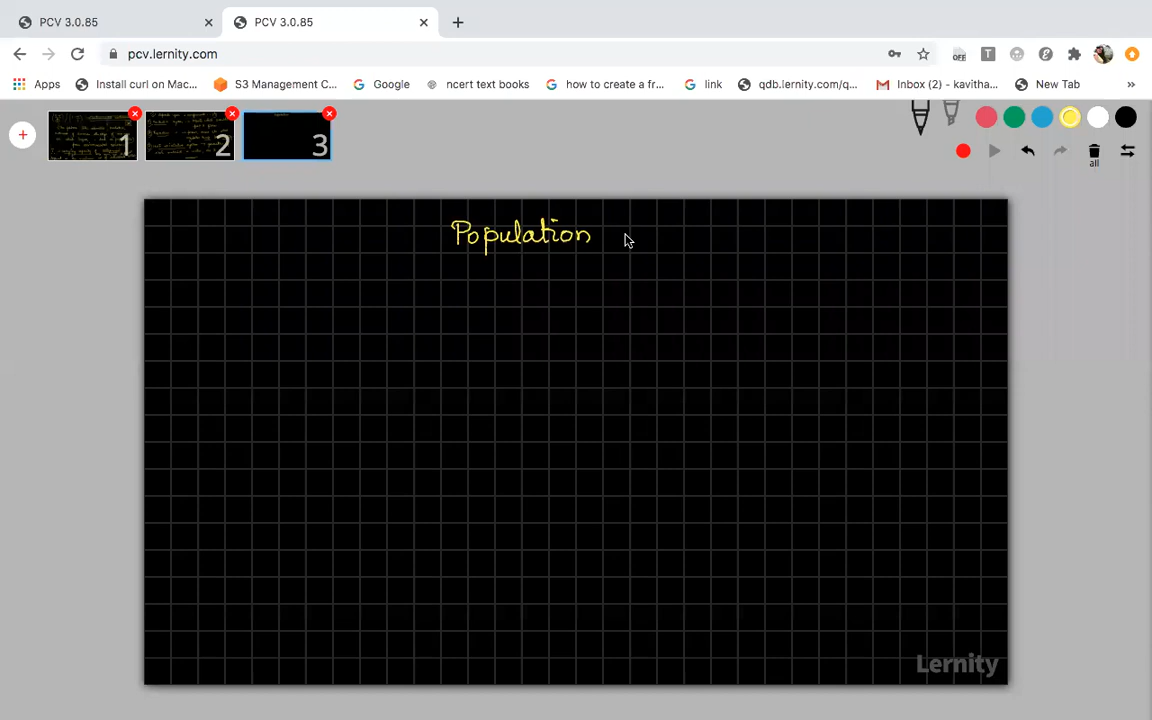 PCV 3.0.85
PCV 3.0.85
pcv.lernity.com
Apps
Install curl on Mac...
S3 Management C...
Google
ncert text books
how to create a fr...
link
qdb.lernity.com/q...
Inbox (2) - kavitha...
New Tab
»
1
2
3
all
Population
Lernity